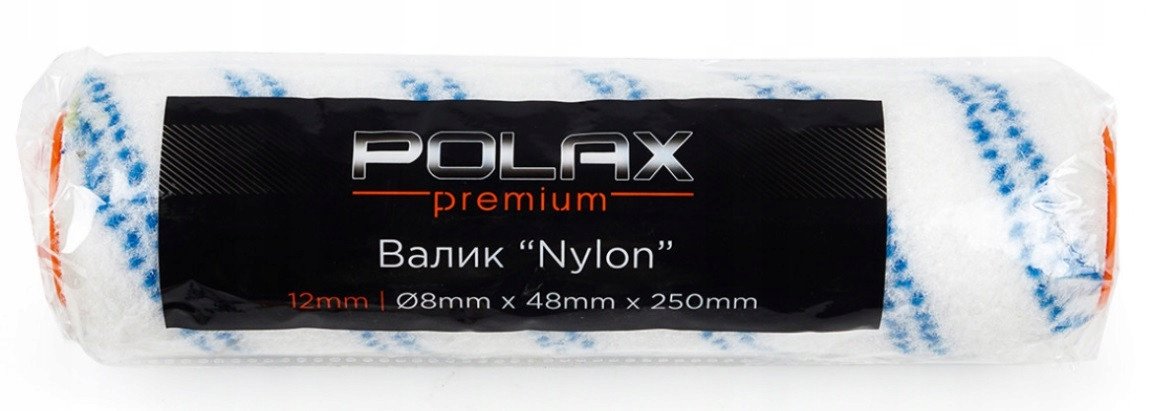 POLAX
premium
Валик “Nylon”
12mm | Ø8mm x 48mm x 250mm